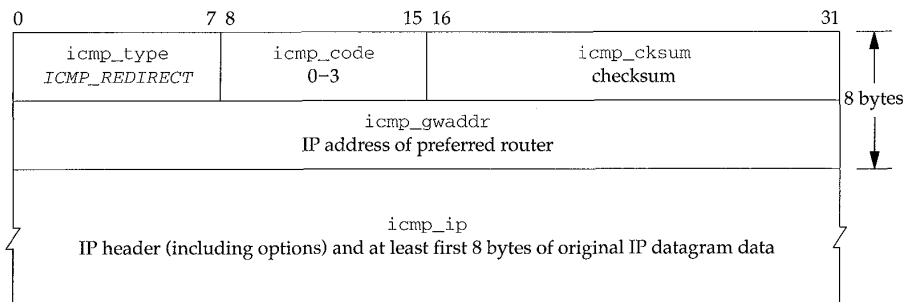 0 7 8 15 16 31
icmp_type icmp_code icmp_cksum
ICMP_REDIRECT 0–3 checksum
8 bytes
icmp_gwaddr
IP address of preferred router
icmp_ip
IP header (including options) and at least first 8 bytes of original IP datagram data